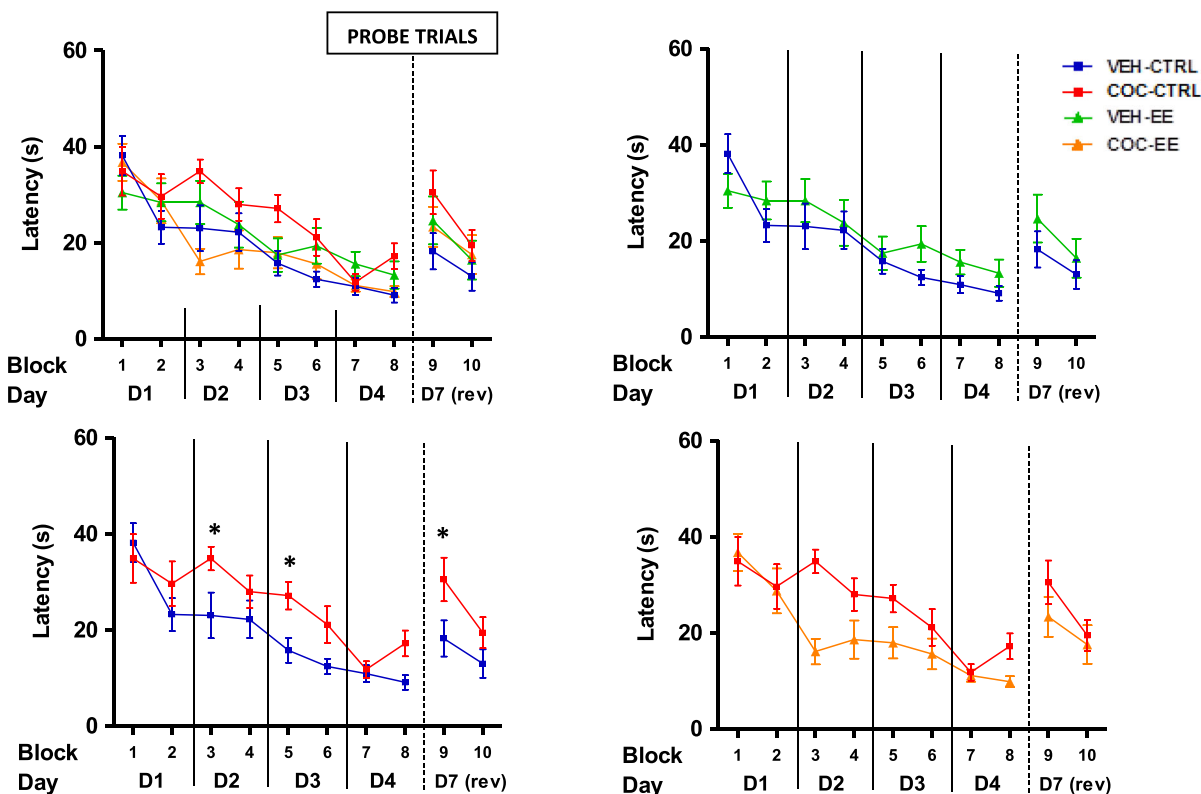 PROBE TRIALS
60
40
20
0
Latency (s)
Block 1 2 3 4 5 6 7 8 9 10
Day D1 D2 D3 D4 D7 (rev)
60
40
20
0
Latency (s)
Block 1 2 3 4 5 6 7 8 9 10
Day D1 D2 D3 D4 D7 (rev)
VEH-CTRL
COC-CTRL
VEH-EE
COC-EE
60
40
20
0
Latency (s)
* * *
Block 1 2 3 4 5 6 7 8 9 10
Day D1 D2 D3 D4 D7 (rev)
60
40
20
0
Latency (s)
Block 1 2 3 4 5 6 7 8 9 10
Day D1 D2 D3 D4 D7 (rev)